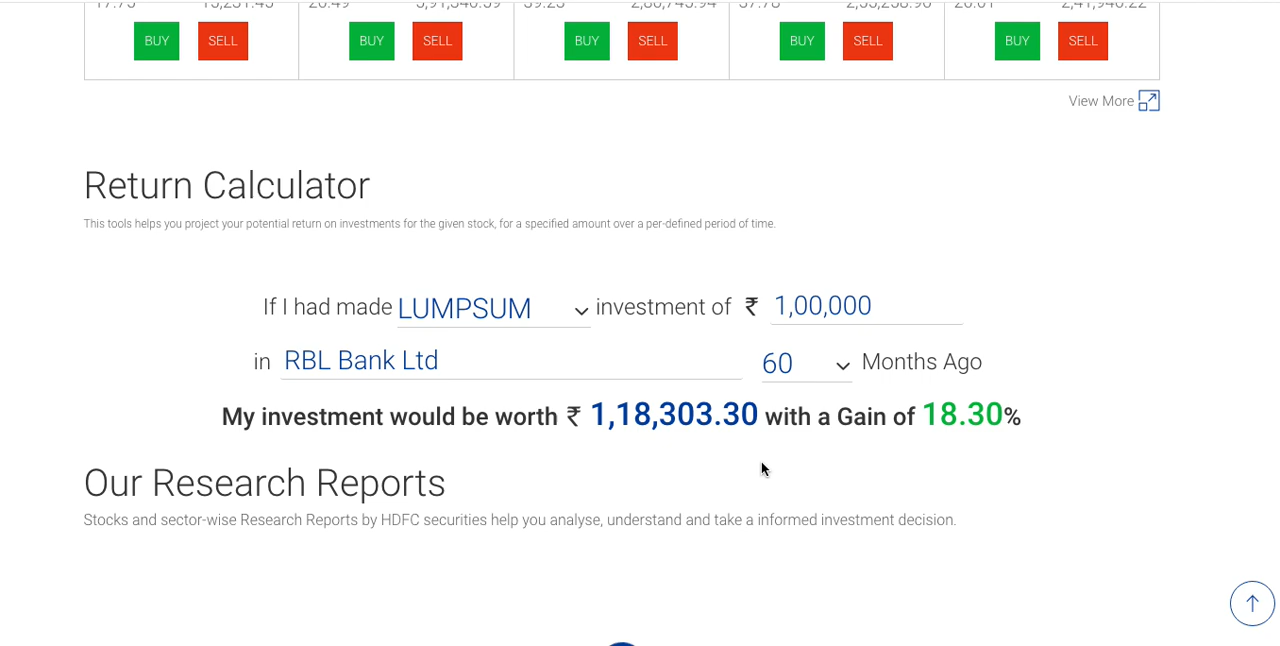 BUY SELL BUY SELL BUY SELL BUY SELL BUY SELL
View More
Return Calculator
This tools helps you project your potential return on investments for the given stock, for a specified amount over a per-defined period of time.
If I had made LUMPSUM investment of ₹ 1,00,000
in RBL Bank Ltd 60 Months Ago
My investment would be worth ₹ 1,18,303.30 with a Gain of 18.30%
Our Research Reports
Stocks and sector-wise Research Reports by HDFC securities help you analyse, understand and take a informed investment decision.